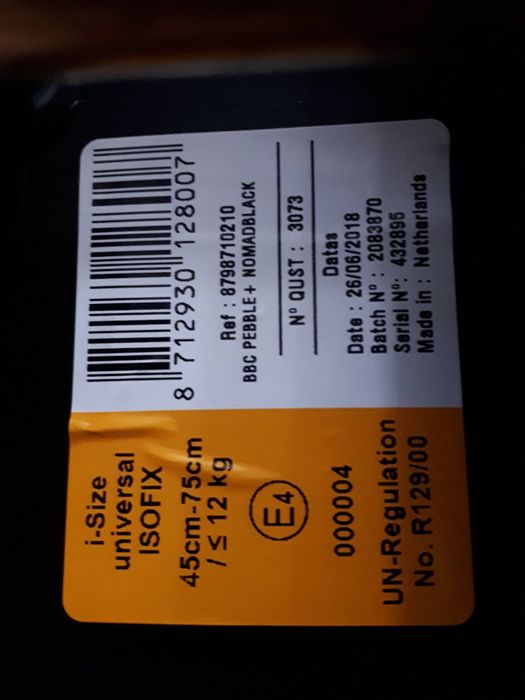 8 712930 128007
Ref : 8798710210
BBC PEBBLE+ NOMADBLACK
N° QUST : 3073
Datas
Date : 26/06/2018
Batch N° : 2083870
Serial N°: 432895
Made in : Netherlands
i-Size
universal
ISOFIX
45cm-75cm
/ ≤ 12 kg
E4
000004
UN-Regulation
No. R129/00